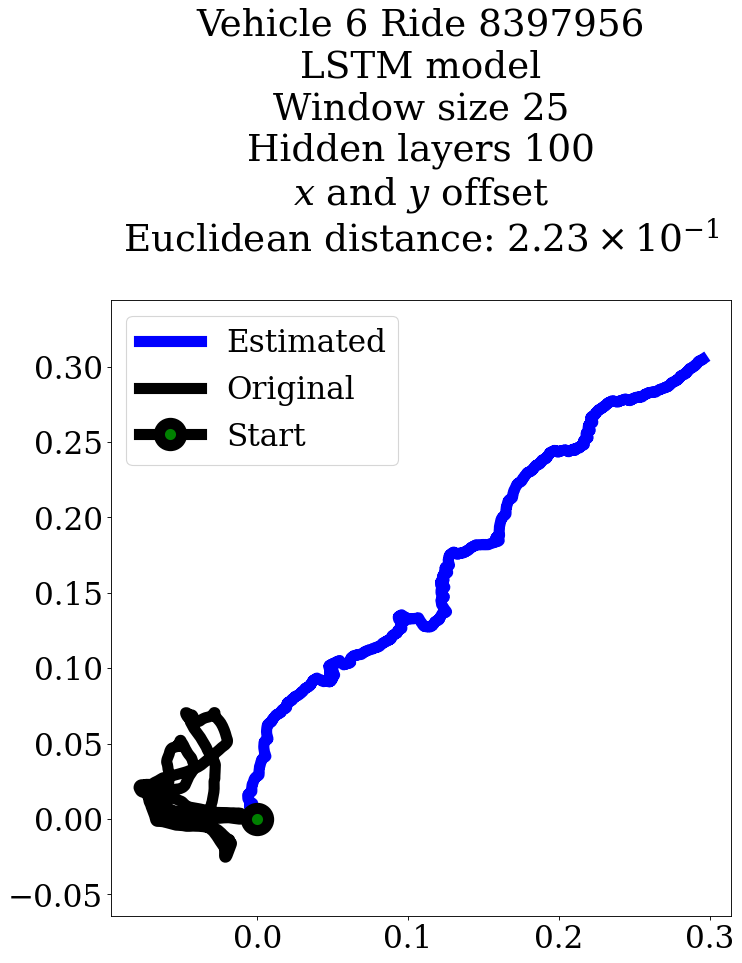 Vehicle 6 Ride 8397956
LSTM model
Window size 25
Hidden layers 100
x and y offset
Euclidean distance: 2.23 × 10⁻¹
Estimated
Original
Start
0.30
0.25
0.20
0.15
0.10
0.05
0.00
−0.05
0.0 0.1 0.2 0.3